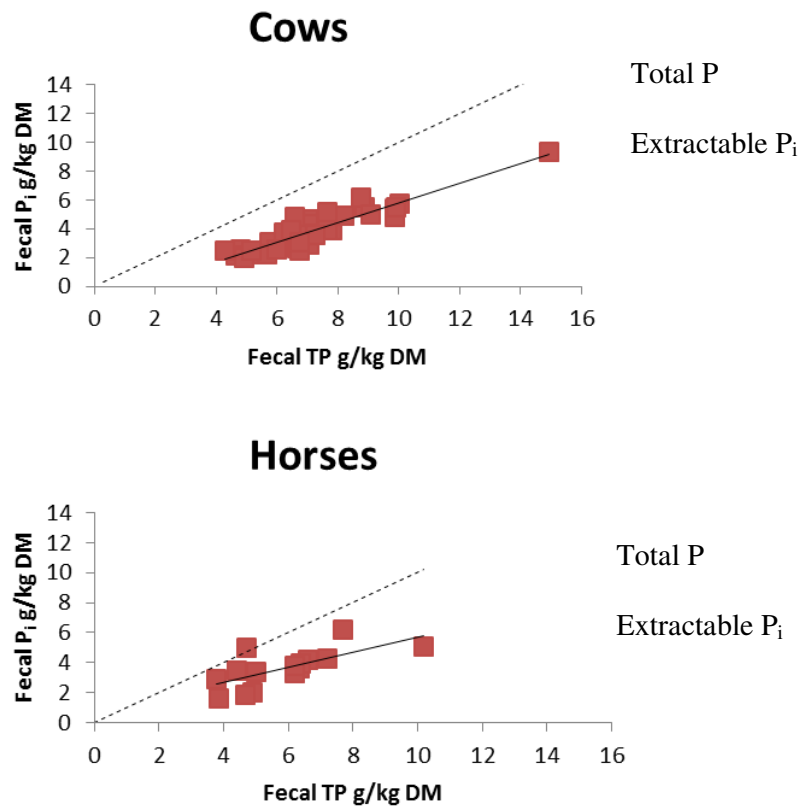 Cows
Total P
Extractable Pᵢ
14
12
10
8
6
4
2
0
Fecal Pᵢ g/kg DM
0 2 4 6 8 10 12 14 16
Fecal TP g/kg DM
Horses
Total P
Extractable Pᵢ
14
12
10
8
6
4
2
0
Fecal Pᵢ g/kg DM
0 2 4 6 8 10 12 14 16
Fecal TP g/kg DM